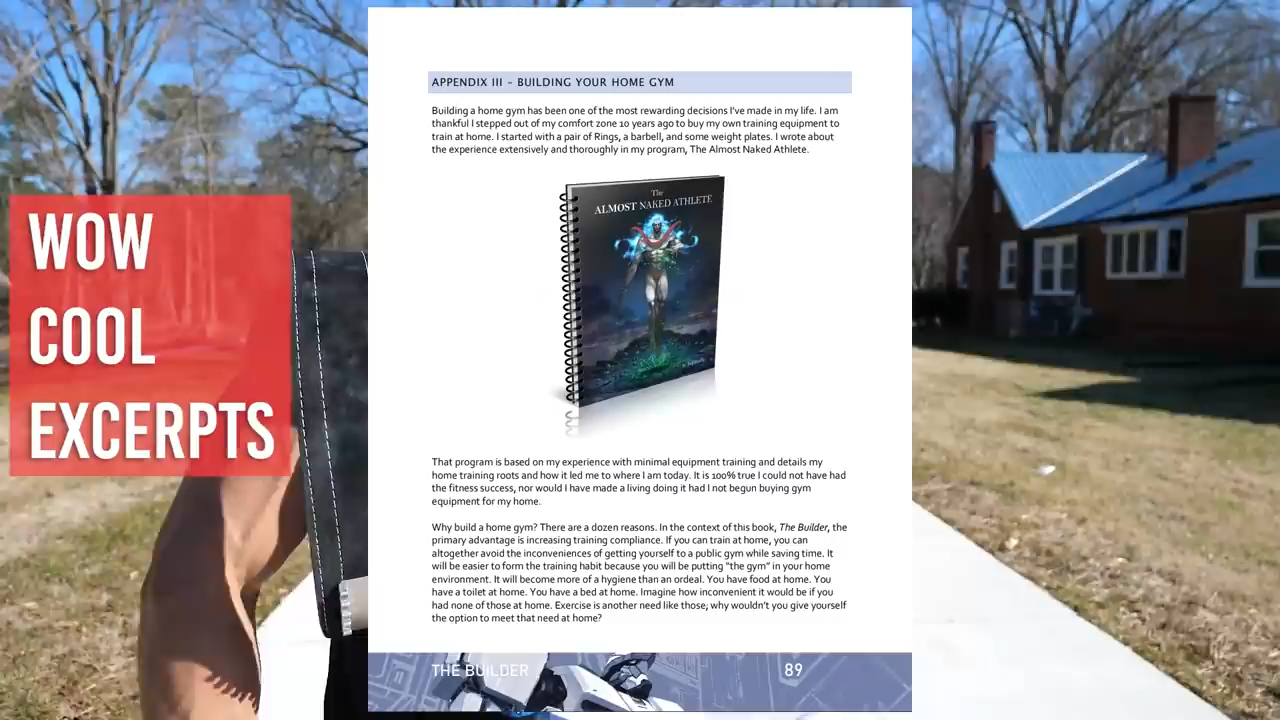 WOW
COOL
EXCERPTS
APPENDIX III – BUILDING YOUR HOME GYM
Building a home gym has been one of the most rewarding decisions I've made in my life. I am
thankful I stepped out of my comfort zone 10 years ago to buy my own training equipment to
train at home. I started with a pair of Rings, a barbell, and some weight plates. I wrote about
the experience extensively and thoroughly in my program, The Almost Naked Athlete.
The
ALMOST NAKED ATHLETE
That program is based on my experience with minimal equipment training and details my
home training roots and how it led me to where I am today. It is 100% true I could not have had
the fitness success, nor would I have made a living doing it had I not begun buying gym
equipment for my home.
Why build a home gym? There are a dozen reasons. In the context of this book, The Builder, the
primary advantage is increasing training compliance. If you can train at home, you can
altogether avoid the inconveniences of getting yourself to a public gym while saving time. It
will be easier to form the training habit because you will be putting "the gym" in your home
environment. It will become more of a hygiene than an ordeal. You have food at home. You
have a toilet at home. You have a bed at home. Imagine how inconvenient it would be if you
had none of those at home. Exercise is another need like those; why wouldn't you give yourself
the option to meet that need at home?
THE BUILDER
89